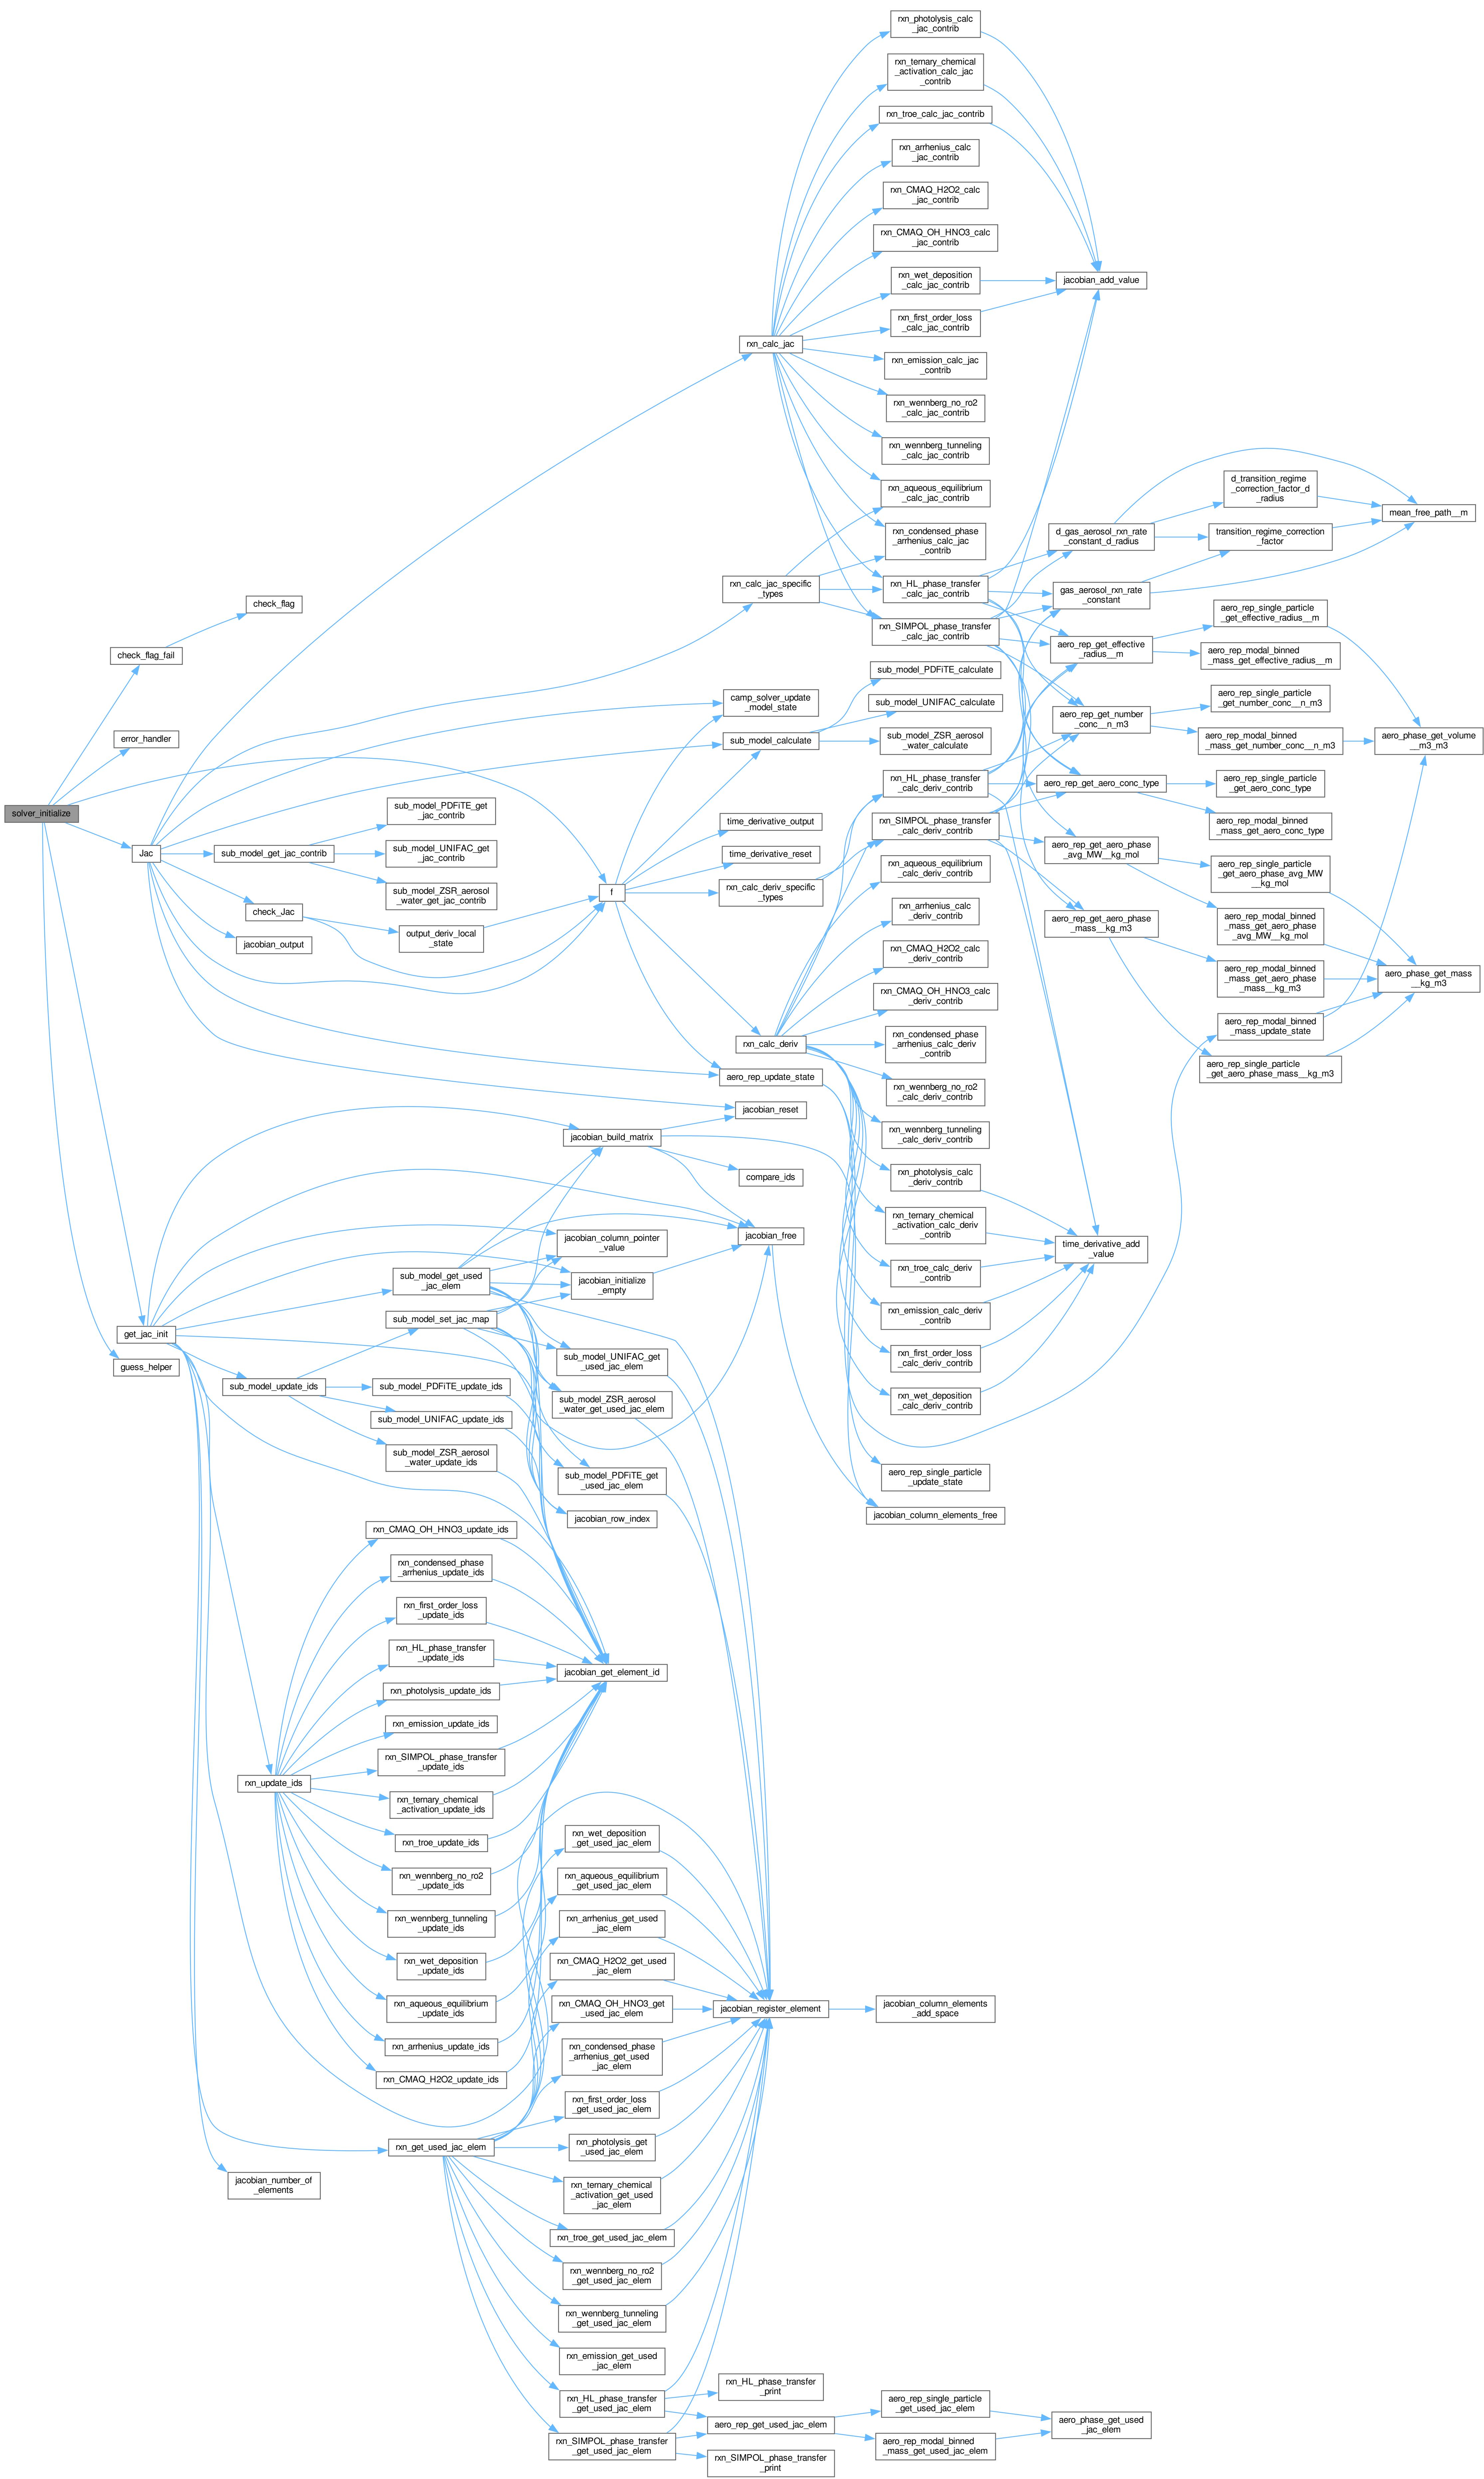 rxn_photolysis_calc
_jac_contrib
rxn_ternary_chemical
_activation_calc_jac
_contrib
rxn_troe_calc_jac_contrib
rxn_arrhenius_calc
_jac_contrib
rxn_CMAQ_H2O2_calc
_jac_contrib
rxn_CMAQ_OH_HNO3_calc
_jac_contrib
rxn_wet_deposition
_calc_jac_contrib
jacobian_add_value
rxn_first_order_loss
_calc_jac_contrib
rxn_calc_jac
rxn_emission_calc_jac
_contrib
rxn_wennberg_no_ro2
_calc_jac_contrib
rxn_wennberg_tunneling
_calc_jac_contrib
rxn_aqueous_equilibrium
_calc_jac_contrib
d_transition_regime
_correction_factor_d
_radius
mean_free_path__m
rxn_condensed_phase
_arrhenius_calc_jac
_contrib
d_gas_aerosol_rxn_rate
_constant_d_radius
transition_regime_correction
_factor
rxn_calc_jac_specific
_types
rxn_HL_phase_transfer
_calc_jac_contrib
gas_aerosol_rxn_rate
_constant
check_flag
rxn_SIMPOL_phase_transfer
_calc_jac_contrib
aero_rep_single_particle
_get_effective_radius__m
check_flag_fail
aero_rep_get_effective
_radius__m
aero_rep_modal_binned
_mass_get_effective_radius__m
sub_model_PDFiTE_calculate
camp_solver_update
_model_state
sub_model_UNIFAC_calculate
aero_rep_single_particle
_get_number_conc__n_m3
aero_rep_get_number
_conc__n_m3
error_handler
sub_model_calculate
sub_model_ZSR_aerosol
_water_calculate
aero_rep_modal_binned
_mass_get_number_conc__n_m3
aero_phase_get_volume
__m3_m3
rxn_HL_phase_transfer
_calc_deriv_contrib
aero_rep_get_aero_conc_type
aero_rep_single_particle
_get_aero_conc_type
solver_initialize
sub_model_PDFiTE_get
_jac_contrib
time_derivative_output
rxn_SIMPOL_phase_transfer
_calc_deriv_contrib
aero_rep_modal_binned
_mass_get_aero_conc_type
Jac
sub_model_get_jac_contrib
sub_model_UNIFAC_get
_jac_contrib
time_derivative_reset
rxn_aqueous_equilibrium
_calc_deriv_contrib
aero_rep_get_aero_phase
_avg_MW__kg_mol
aero_rep_single_particle
_get_aero_phase_avg_MW
__kg_mol
sub_model_ZSR_aerosol
_water_get_jac_contrib
f
rxn_calc_deriv_specific
_types
check_Jac
rxn_arrhenius_calc
_deriv_contrib
aero_rep_get_aero_phase
_mass__kg_m3
aero_rep_modal_binned
_mass_get_aero_phase
_avg_MW__kg_mol
jacobian_output
output_deriv_local
_state
rxn_CMAQ_H2O2_calc
_deriv_contrib
aero_rep_modal_binned
_mass_get_aero_phase
_mass__kg_m3
aero_phase_get_mass
__kg_m3
rxn_CMAQ_OH_HNO3_calc
_deriv_contrib
aero_rep_modal_binned
_mass_update_state
rxn_calc_deriv
rxn_condensed_phase
_arrhenius_calc_deriv
_contrib
aero_rep_single_particle
_get_aero_phase_mass__kg_m3
aero_rep_update_state
rxn_wennberg_no_ro2
_calc_deriv_contrib
jacobian_reset
jacobian_build_matrix
rxn_wennberg_tunneling
_calc_deriv_contrib
compare_ids
rxn_photolysis_calc
_deriv_contrib
jacobian_column_pointer
_value
jacobian_free
rxn_ternary_chemical
_activation_calc_deriv
_contrib
time_derivative_add
_value
sub_model_get_used
_jac_elem
jacobian_initialize
_empty
rxn_troe_calc_deriv
_contrib
get_jac_init
sub_model_set_jac_map
rxn_emission_calc_deriv
_contrib
guess_helper
sub_model_UNIFAC_get
_used_jac_elem
rxn_first_order_loss
_calc_deriv_contrib
sub_model_update_ids
sub_model_PDFiTE_update_ids
sub_model_ZSR_aerosol
_water_get_used_jac_elem
rxn_wet_deposition
_calc_deriv_contrib
sub_model_UNIFAC_update_ids
sub_model_ZSR_aerosol
_water_update_ids
sub_model_PDFiTE_get
_used_jac_elem
aero_rep_single_particle
_update_state
jacobian_row_index
jacobian_column_elements_free
rxn_CMAQ_OH_HNO3_update_ids
rxn_condensed_phase
_arrhenius_update_ids
rxn_first_order_loss
_update_ids
rxn_HL_phase_transfer
_update_ids
jacobian_get_element_id
rxn_photolysis_update_ids
rxn_emission_update_ids
rxn_SIMPOL_phase_transfer
_update_ids
rxn_update_ids
rxn_ternary_chemical
_activation_update_ids
rxn_troe_update_ids
rxn_wet_deposition
_get_used_jac_elem
rxn_wennberg_no_ro2
_update_ids
rxn_aqueous_equilibrium
_get_used_jac_elem
rxn_wennberg_tunneling
_update_ids
rxn_arrhenius_get_used
_jac_elem
rxn_wet_deposition
_update_ids
rxn_CMAQ_H2O2_get_used
_jac_elem
rxn_aqueous_equilibrium
_update_ids
rxn_CMAQ_OH_HNO3_get
_used_jac_elem
jacobian_register_element
jacobian_column_elements
_add_space
rxn_arrhenius_update_ids
rxn_condensed_phase
_arrhenius_get_used
_jac_elem
rxn_CMAQ_H2O2_update_ids
rxn_first_order_loss
_get_used_jac_elem
rxn_get_used_jac_elem
rxn_photolysis_get
_used_jac_elem
jacobian_number_of
_elements
rxn_ternary_chemical
_activation_get_used
_jac_elem
rxn_troe_get_used_jac_elem
rxn_wennberg_no_ro2
_get_used_jac_elem
rxn_wennberg_tunneling
_get_used_jac_elem
rxn_emission_get_used
_jac_elem
rxn_HL_phase_transfer
_get_used_jac_elem
rxn_HL_phase_transfer
_print
aero_rep_get_used_jac_elem
aero_rep_single_particle
_get_used_jac_elem
aero_phase_get_used
_jac_elem
rxn_SIMPOL_phase_transfer
_get_used_jac_elem
aero_rep_modal_binned
_mass_get_used_jac_elem
rxn_SIMPOL_phase_transfer
_print